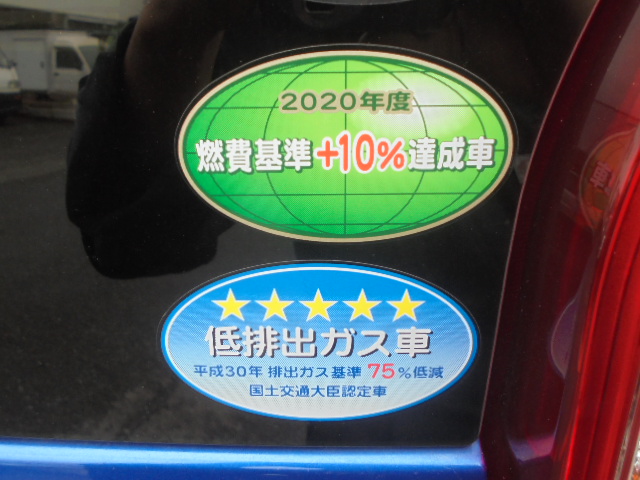 2020年度
燃費基準+10%達成車
低排出ガス車
平成30年 排出ガス基準 75%低減
国土交通大臣認定車